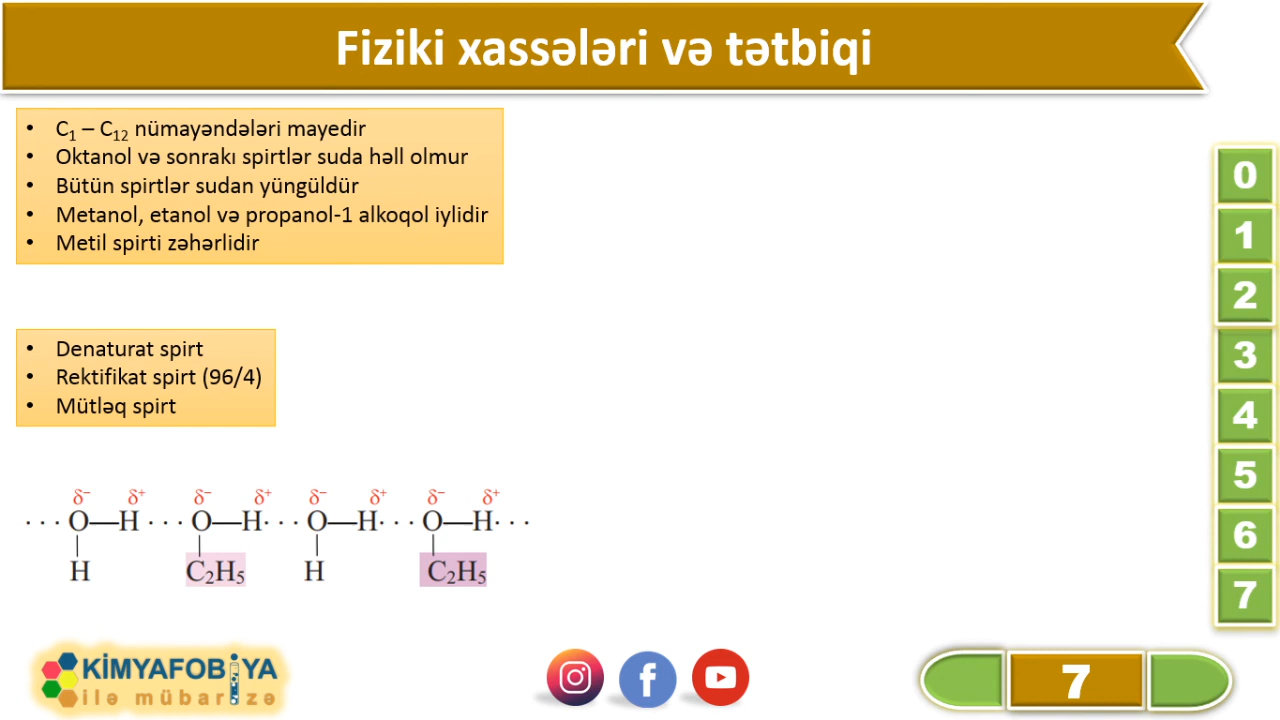 Fiziki xassələri və tətbiqi
• C₁ – C₁₂ nümayəndələri mayedir
• Oktanol və sonrakı spirtlər suda həll olmur
• Bütün spirtlər sudan yüngüldür
• Metanol, etanol və propanol-1 alkoqol iylidir
• Metil spirti zəhərlidir
• Denaturat spirt
• Rektifikat spirt (96/4)
• Mütləq spirt
δ⁻ δ⁺ δ⁻ δ⁺ δ⁻ δ⁺ δ⁻ δ⁺
· · · O—H · · · O—H · · · O—H · · · O—H · · ·
H C₂H₅ H C₂H₅
0
1
2
3
4
5
6
7
KİMYAFOBİYA
ilə mübarizə
f
7